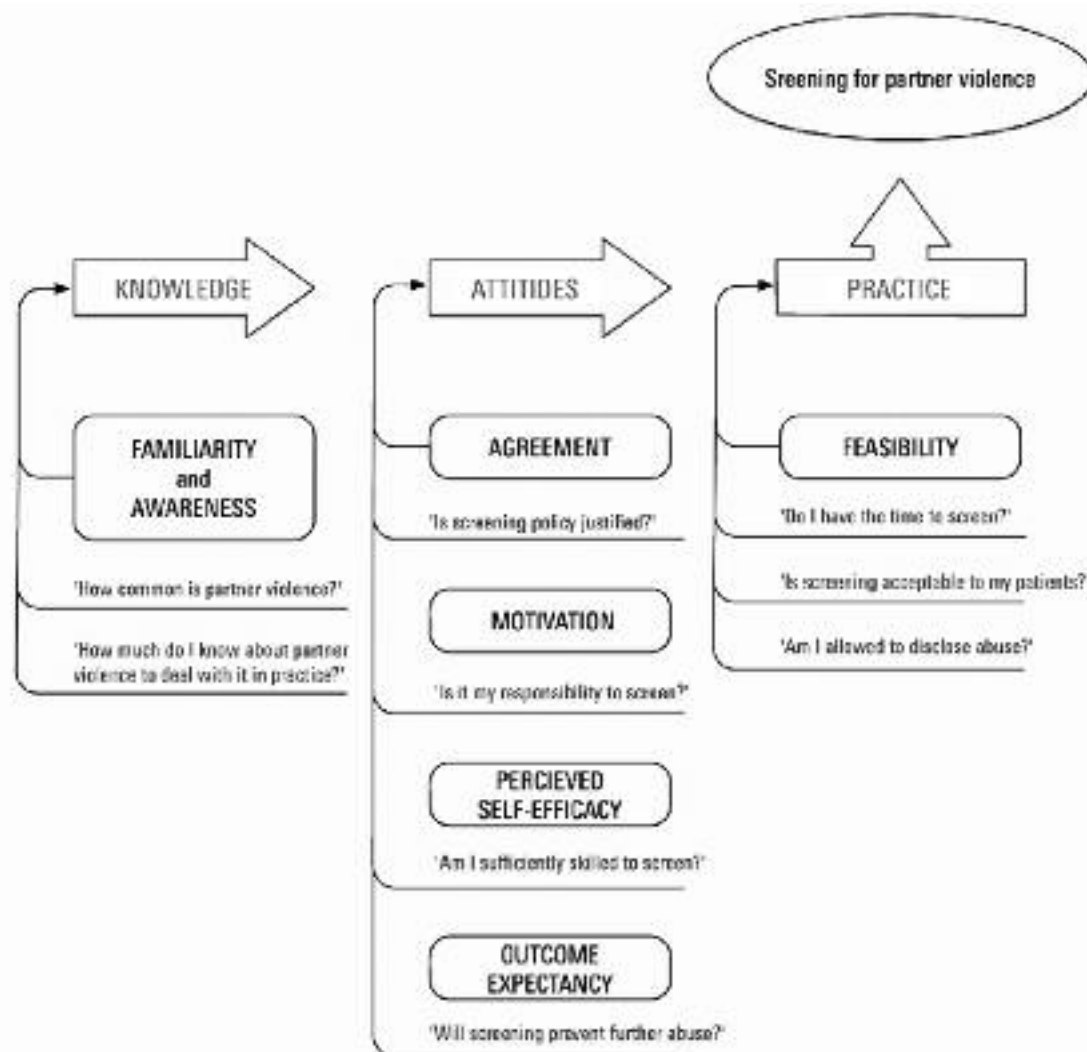 Sreening for partner violence
KNOWLEDGE
FAMILIARITY
and
AWARENESS
'How common is partner violence?'
'How much do I know about partner
violence to deal with it in practice?'
ATTITIDES
AGREEMENT
'Is screening policy justified?'
MOTIVATION
'Is it my responsibility to screen?'
PERCIEVED
SELF-EFFICACY
'Am I sufficiently skilled to screen?'
OUTCOME
EXPECTANCY
'Will screening prevent further abuse?'
PRACTICE
FEASIBILITY
'Do I have the time to screen?'
'Is screening acceptable to my patients?'
'Am I allowed to disclose abuse?'